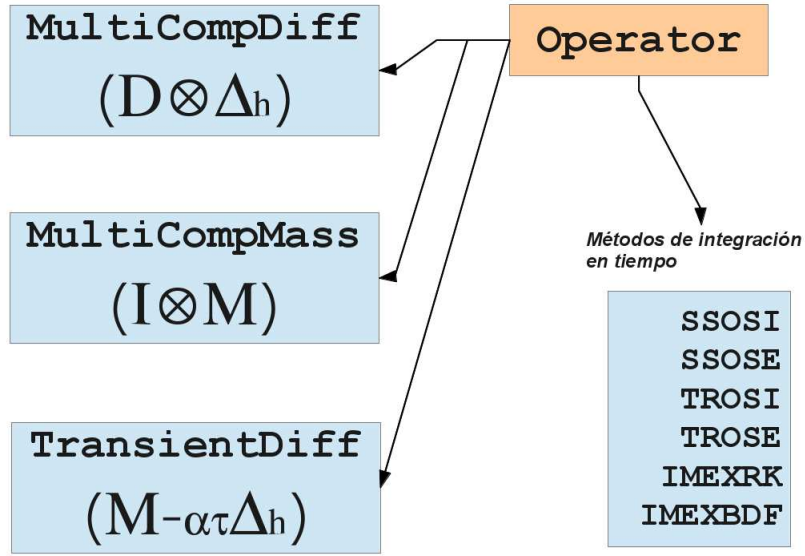 MultiCompDiff
(D⊗Δh)
Operator
MultiCompMass
(I⊗M)
TransientDiff
(M-ατΔh)
Métodos de integración
en tiempo
SSOSI
SSOSE
TROSI
TROSE
IMEXRK
IMEXBDF